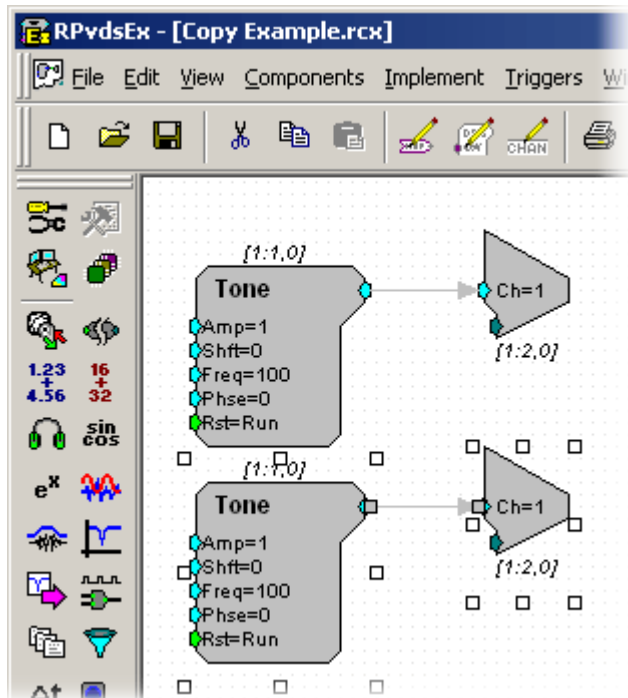 RPvdsEx - [Copy Example.rcx]
File Edit View Components Implement Triggers Wi
CHAN
[1:1,0]
Tone
Amp=1
Shft=0
Freq=100
Phse=0
Rst=Run
Ch=1
[1:2,0]
[1:1,0]
Tone
Amp=1
Shft=0
Freq=100
Phse=0
Rst=Run
Ch=1
[1:2,0]
1.23
+
4.56
16
+
32
sin
cos
eˣ
Δt